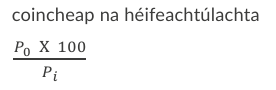 coincheap na héifeachtúlachta
P₀ X 100
Pᵢ